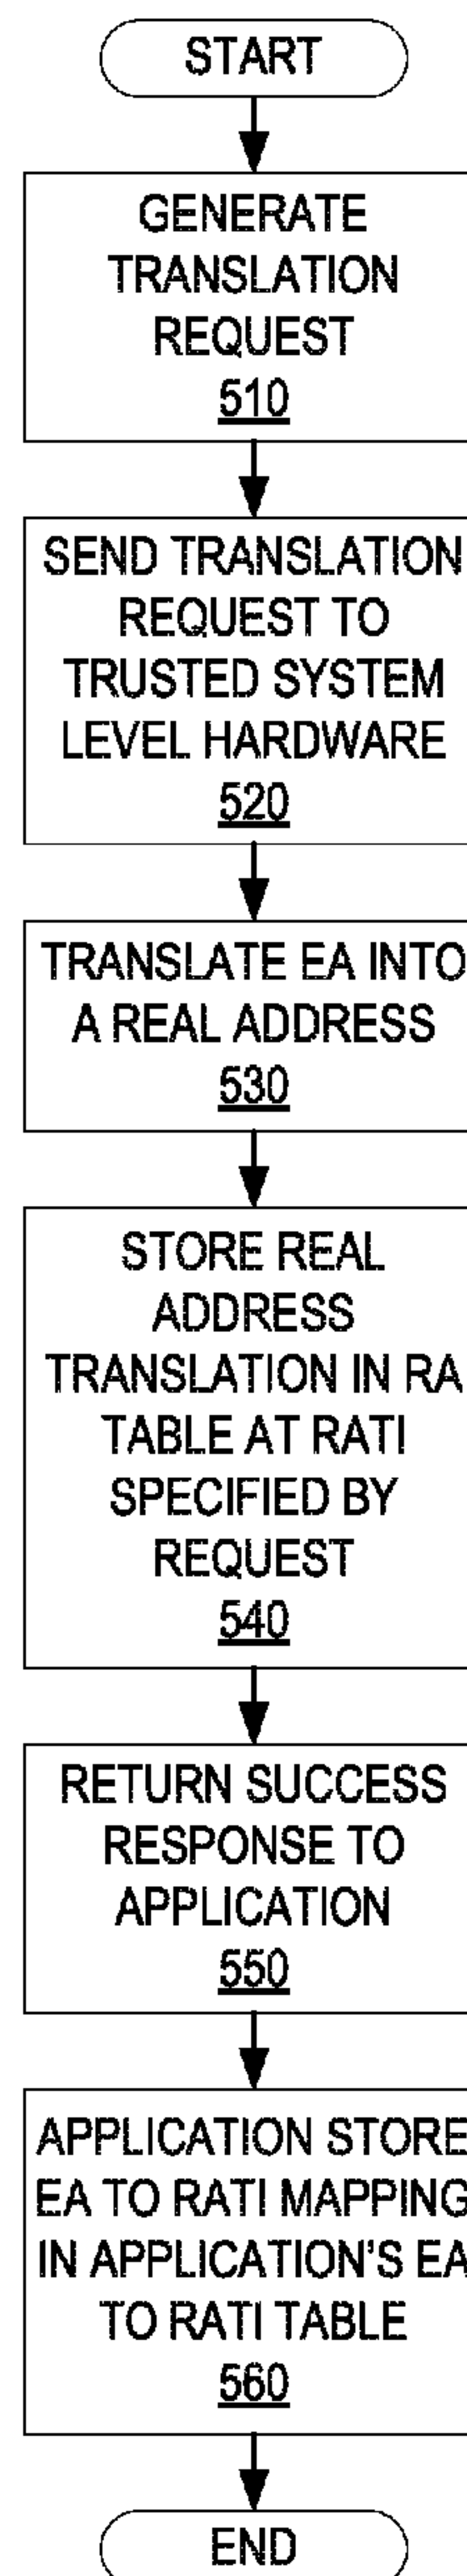 START
GENERATE
TRANSLATION
REQUEST
510
SEND TRANSLATION
REQUEST TO
TRUSTED SYSTEM
LEVEL HARDWARE
520
TRANSLATE EA INTO
A REAL ADDRESS
530
STORE REAL
ADDRESS
TRANSLATION IN RA
TABLE AT RATI
SPECIFIED BY
REQUEST
540
RETURN SUCCESS
RESPONSE TO
APPLICATION
550
APPLICATION STORE
EA TO RATI MAPPING
IN APPLICATION'S EA
TO RATI TABLE
560
END